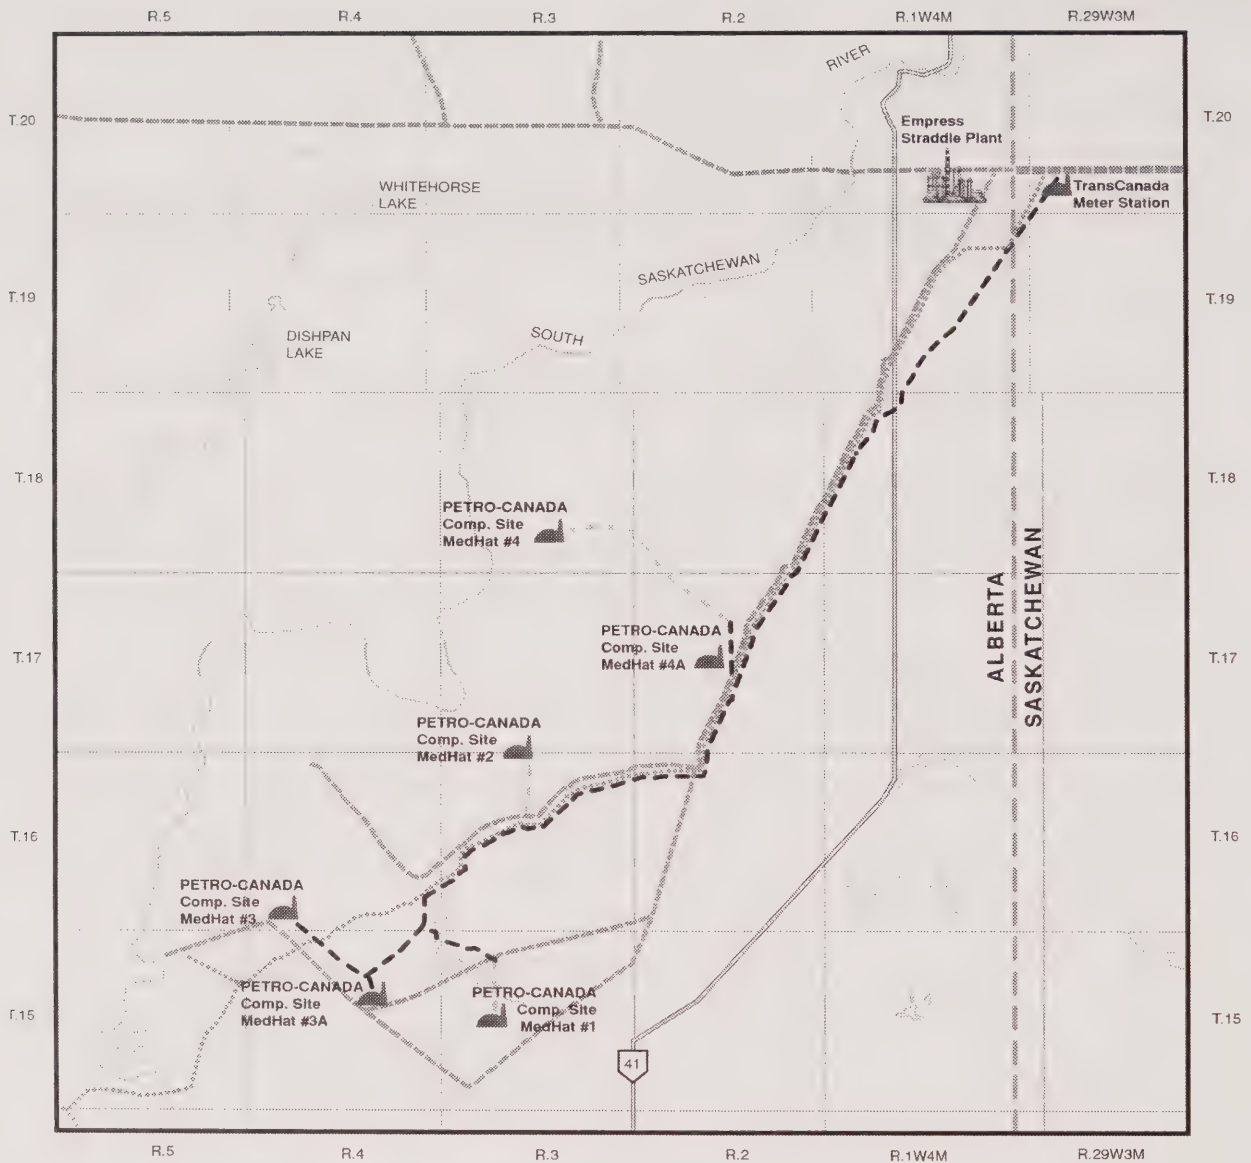 R.5
R.4
R.3
R.2
R.1W4M
R.29W3M
RIVER
T.20
T.20
Empress
Straddle Plant
WHITEHORSE
LAKE
TransCanada
Meter Station
SASKATCHEWAN
T.19
T.19
SOUTH
DISHPAN
LAKE
T.18
T.18
PETRO-CANADA
Comp. Site
MedHat #4
ALBERTA
SASKATCHEWAN
PETRO-CANADA
Comp. Site
MedHat #4A
T.17
T.17
PETRO-CANADA
Comp. Site
MedHat #2
T.16
T.16
PETRO-CANADA
Comp. Site
MedHat #3
PETRO-CANADA
Comp. Site
MedHat #3A
PETRO-CANADA
Comp. Site
MedHat #1
T.15
T.15
41
R.5
R.4
R.3
R.2
R.1W4M
R.29W3M